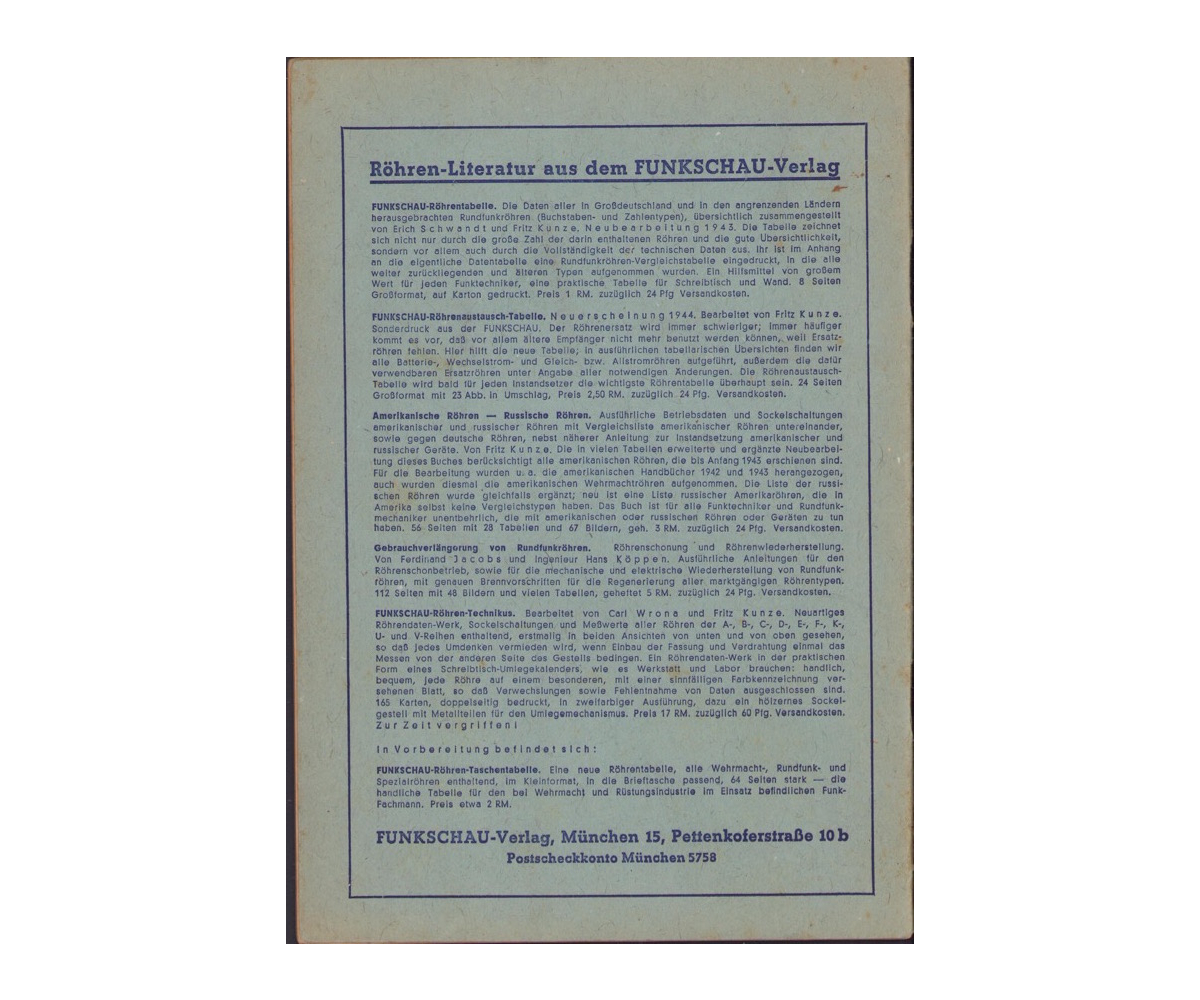 Röhren-Literatur aus dem FUNKSCHAU-Verlag
FUNKSCHAU-Röhrentabelle. Die Daten aller in Großdeutschland und in den angrenzenden Ländern
herausgebrachten Rundfunkröhren (Buchstaben- und Zahlentypen), übersichtlich zusammengestellt
von Erich Schwandt und Fritz Kunze. Neubearbeitung 1943. Die Tabelle zeichnet
sich nicht nur durch die große Zahl der darin enthaltenen Röhren und die gute Übersichtlichkeit,
sondern vor allem auch durch die Vollständigkeit der technischen Daten aus. Ihr ist im Anhang
an die eigentliche Datentabelle eine Rundfunkröhren-Vergleichstabelle eingedruckt, in die alle
weiter zurückliegenden und älteren Typen aufgenommen wurden. Ein Hilfsmittel von großem
Wert für jeden Funktechniker, eine praktische Tabelle für Schreibtisch und Wand. 8 Seiten
Großformat, auf Karton gedruckt. Preis 1 RM. zuzüglich 24 Pfg Versandkosten.
FUNKSCHAU-Röhrenaustausch-Tabelle. Neuerscheinung 1944. Bearbeitet von Fritz Kunze.
Sonderdruck aus der FUNKSCHAU. Der Röhrenersatz wird immer schwieriger; immer häufiger
kommt es vor, daß vor allem ältere Empfänger nicht mehr benutzt werden können, weil Ersatz-
röhren fehlen. Hier hilft die neue Tabelle; in ausführlichen tabellarischen Übersichten finden wir
alle Batterie-, Wechselstrom- und Gleich- bzw. Allstromröhren aufgeführt, außerdem die dafür
verwendbaren Ersatzröhren unter Angabe aller notwendigen Änderungen. Die Röhrenaustausch-
Tabelle wird bald für jeden Instandsetzer die wichtigste Röhrentabelle überhaupt sein. 24 Seiten
Großformat mit 23 Abb. in Umschlag, Preis 2,50 RM. zuzüglich 24 Pfg. Versandkosten.
Amerikanische Röhren — Russische Röhren. Ausführliche Betriebsdaten und Sockelschaltungen
amerikanischer und russischer Röhren mit Vergleichsliste amerikanischer Röhren untereinander,
sowie gegen deutsche Röhren, nebst näherer Anleitung zur Instandsetzung amerikanischer und
russischer Geräte. Von Fritz Kunze. Die in vielen Tabellen erweiterte und ergänzte Neubearbei-
tung dieses Buches berücksichtigt alle amerikanischen Röhren, die bis Anfang 1943 erschienen sind.
Für die Bearbeitung wurden u. a. die amerikanischen Handbücher 1942 und 1943 herangezogen,
auch wurden diesmal die amerikanischen Wehrmachtröhren aufgenommen. Die Liste der russi-
schen Röhren wurde gleichfalls ergänzt; neu ist eine Liste russischer Amerikaröhren, die in
Amerika selbst keine Vergleichstypen haben. Das Buch ist für alle Funktechniker und Rundfunk-
mechaniker unentbehrlich, die mit amerikanischen oder russischen Röhren oder Geräten zu tun
haben. 56 Seiten mit 28 Tabellen und 67 Bildern, geh. 3 RM. zuzüglich 24 Pfg. Versandkosten.
Gebrauchverlängorung von Rundfunkröhren. Röhrenschonung und Röhrenwiederherstellung.
Von Ferdinand Jacobs und Ingenieur Hans Köppen. Ausführliche Anleitungen für den
Röhrenschonbetrieb, sowie für die mechanische und elektrische Wiederherstellung von Rundfunk-
röhren, mit genauen Brennvorschriften für die Regenerierung aller marktgängigen Röhrentypen.
112 Seiten mit 48 Bildern und vielen Tabellen, geheftet 5 RM. zuzüglich 24 Pfg. Versandkosten.
FUNKSCHAU-Röhren-Technikus. Bearbeitet von Carl Wrona und Fritz Kunze. Neuartiges
Röhrendaten-Werk, Sockelschaltungen und Meßwerte aller Röhren der A-, B-, C-, D-, E-, F-, K-,
U- und V-Reihen enthaltend, erstmalig in beiden Ansichten von unten und von oben gesehen,
so daß jedes Umdenken vermieden wird, wenn Einbau der Fassung und Verdrahtung einmal das
Messen von der anderen Seite des Gestells bedingen. Ein Röhrendaten-Werk in der praktischen
Form eines Schreibtisch-Umlegekalenders, wie es Werkstatt und Labor brauchen: handlich,
bequem, jede Röhre auf einem besonderen, mit einer sinnfälligen Farbkennzeichnung ver-
sehenen Blatt, so daß Verwechslungen sowie Fehlentnahme von Daten ausgeschlossen sind.
165 Karten, doppelseitig bedruckt, in zweifarbiger Ausführung, dazu ein hölzernes Sockel-
gestell mit Metallteilen für den Umlegemechanismus. Preis 17 RM. zuzüglich 60 Pfg. Versandkosten.
Zur Zeit vergriffen!
In Vorbereitung befindet sich:
FUNKSCHAU-Röhren-Taschentabelle. Eine neue Röhrentabelle, alle Wehrmacht-, Rundfunk- und
Spezialröhren enthaltend, im Kleinformat, in die Brieftasche passend, 64 Seiten stark — die
handliche Tabelle für den bei Wehrmacht und Rüstungsindustrie im Einsatz befindlichen Funk-
Fachmann. Preis etwa 2 RM.
FUNKSCHAU-Verlag, München 15, Pettenkoferstraße 10 b
Postscheckkonto München 5758